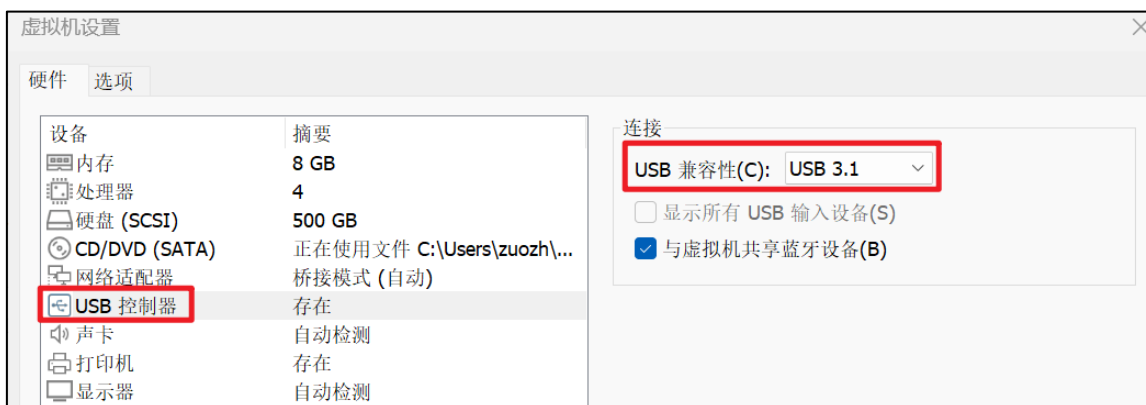 虚拟机设置
硬件 选项
设备 摘要
内存 8 GB
处理器 4
硬盘 (SCSI) 500 GB
CD/DVD (SATA) 正在使用文件 C:\Users\zuozh\...
网络适配器 桥接模式 (自动)
USB 控制器 存在
声卡 自动检测
打印机 存在
显示器 自动检测
连接
USB 兼容性(C): USB 3.1
显示所有 USB 输入设备(S)
与虚拟机共享蓝牙设备(B)